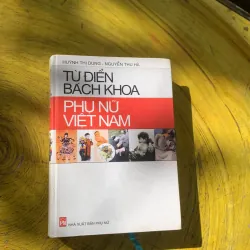 HUỲNH THỊ DUNG - NGUYỄN THU HÀ
TỪ ĐIỂN
BÁCH KHOA
PHỤ NỮ
VIỆT NAM
NHÀ XUẤT BẢN PHỤ NỮ